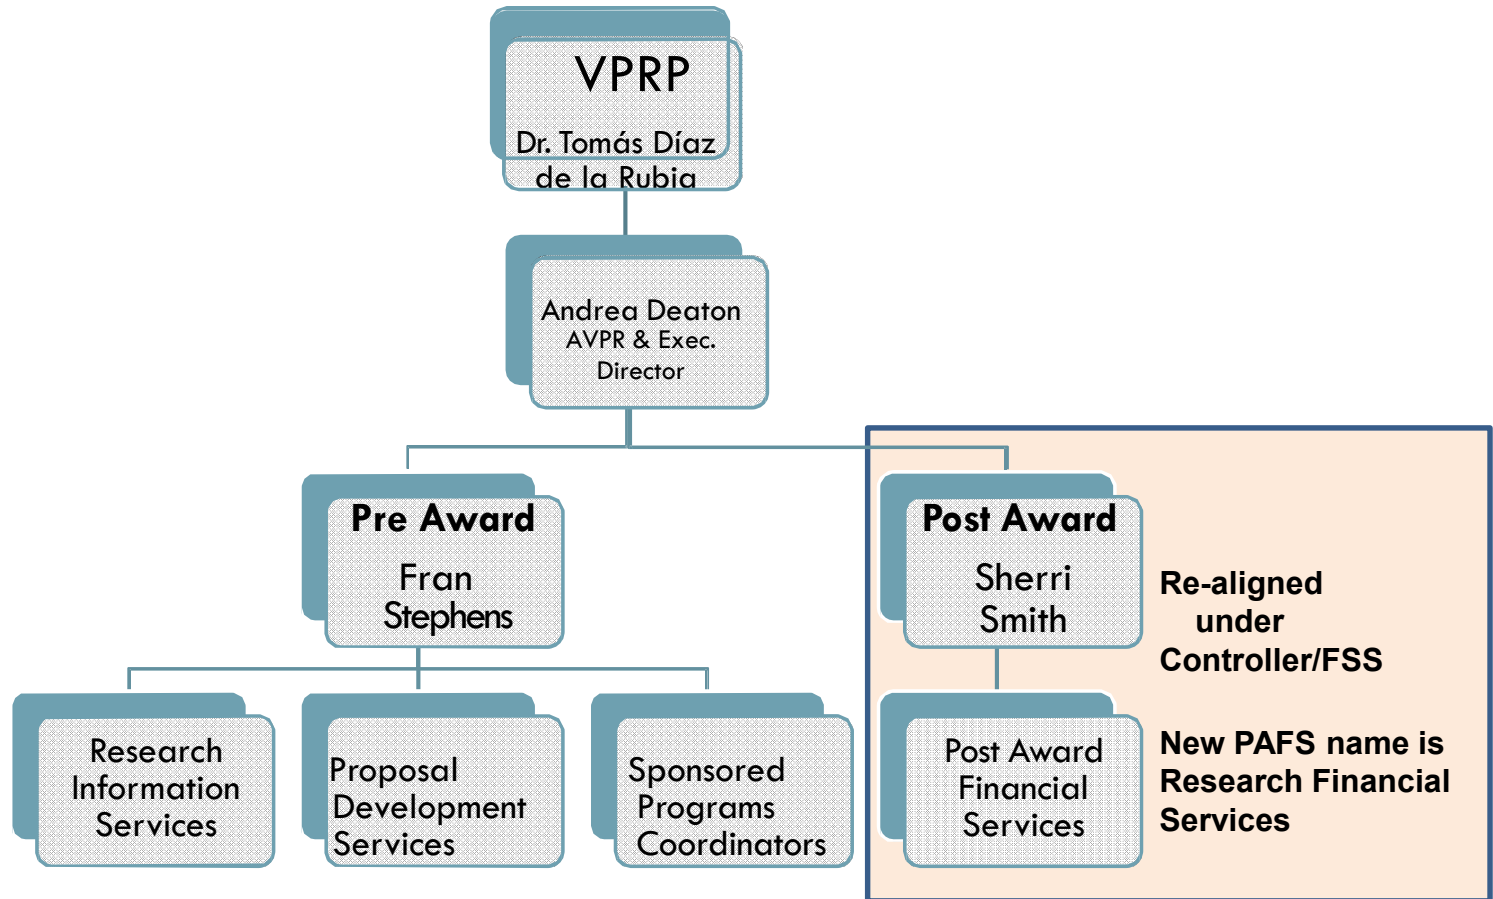 VPRP
Dr. Tomás Díaz
de la Rubia
Andrea Deaton
AVPR & Exec.
Director
Pre Award
Fran
Stephens
Post Award
Sherri
Smith
Re-aligned
under
Controller/FSS
Research
Information
Services
Proposal
Development
Services
Sponsored
Programs
Coordinators
Post Award
Financial
Services
New PAFS name is
Research Financial
Services